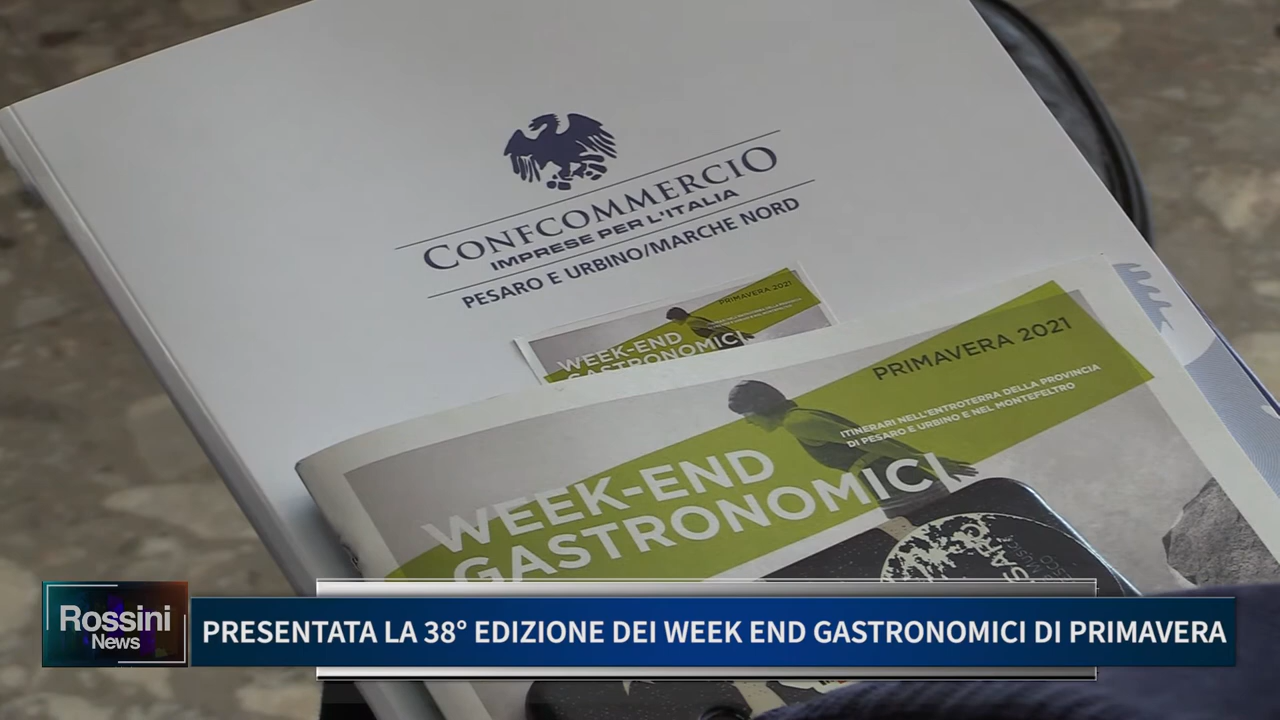 CONFCOMMERCIO
IMPRESE PER L'ITALIA
PESARO E URBINO/MARCHE NORD
PRIMAVERA 2021
WEEK-END
GASTRONOMICI
PRIMAVERA 2021
ITINERARI NELL'ENTROTERRA DELLA PROVINCIA
DI PESARO E URBINO E NEL MONTEFELTRO
WEEK-END
GASTRONOMICI
Rossini
News
PRESENTATA LA 38° EDIZIONE DEI WEEK END GASTRONOMICI DI PRIMAVERA